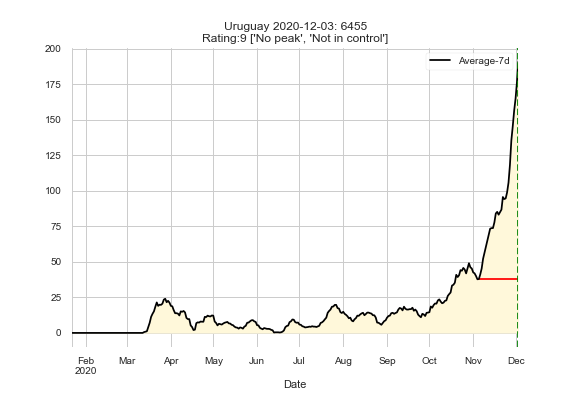 Uruguay 2020-12-03: 6455
Rating:9 ['No peak', 'Not in control']
Average-7d
200
175
150
125
100
75
50
25
0
Feb Mar Apr May Jun Jul Aug Sep Oct Nov Dec
2020
Date